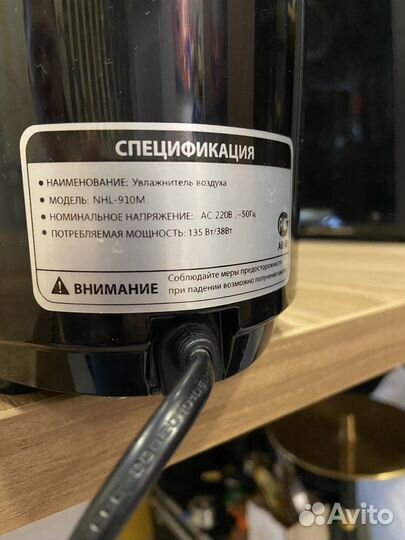 СПЕЦИФИКАЦИЯ
• НАИМЕНОВАНИЕ: Увлажнитель воздуха
• МОДЕЛЬ: NHL-910M
• НОМИНАЛЬНОЕ НАПРЯЖЕНИЕ: AC 220В ,~50Гц
• ПОТРЕБЛЯЕМАЯ МОЩНОСТЬ: 135 Вт/38Вт
ВНИМАНИЕ
Соблюдайте меры предосторожности
при падении возможно получение
Avito